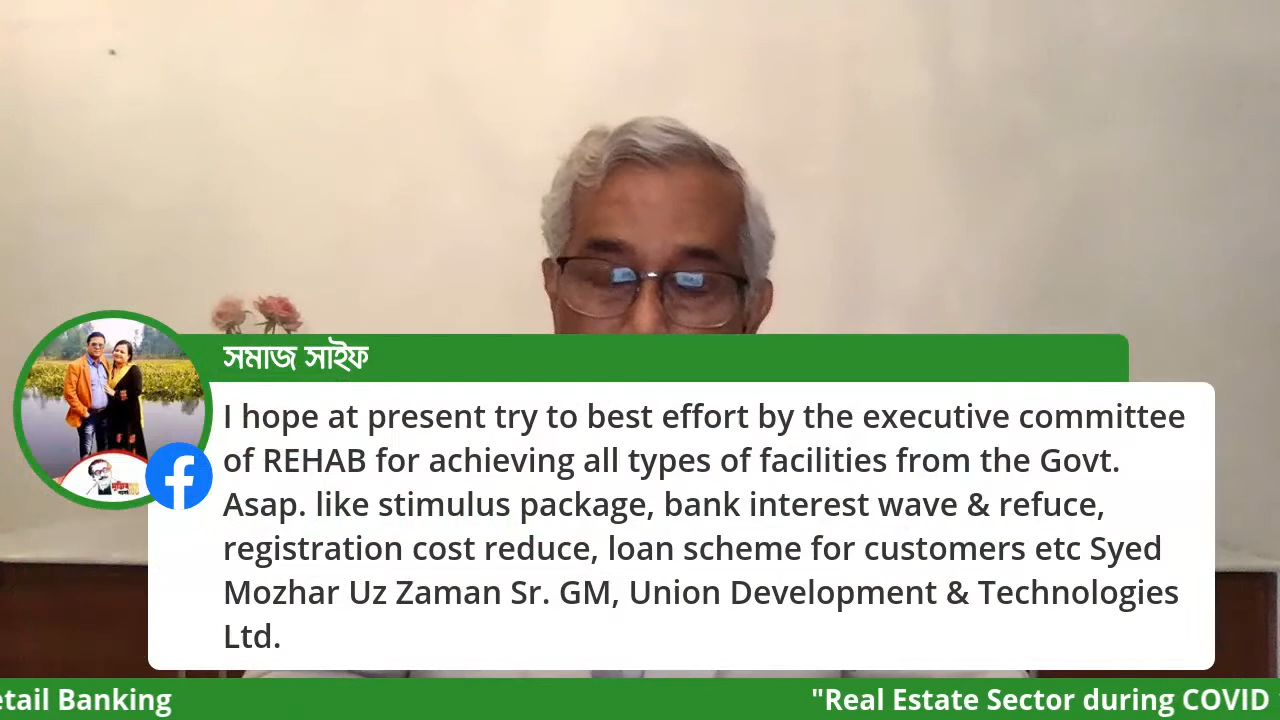 সমাজ সাইফ
I hope at present try to best effort by the executive committee
of REHAB for achieving all types of facilities from the Govt.
Asap. like stimulus package, bank interest wave & refuce,
registration cost reduce, loan scheme for customers etc Syed
Mozhar Uz Zaman Sr. GM, Union Development & Technologies
Ltd.
etail Banking "Real Estate Sector during COVID